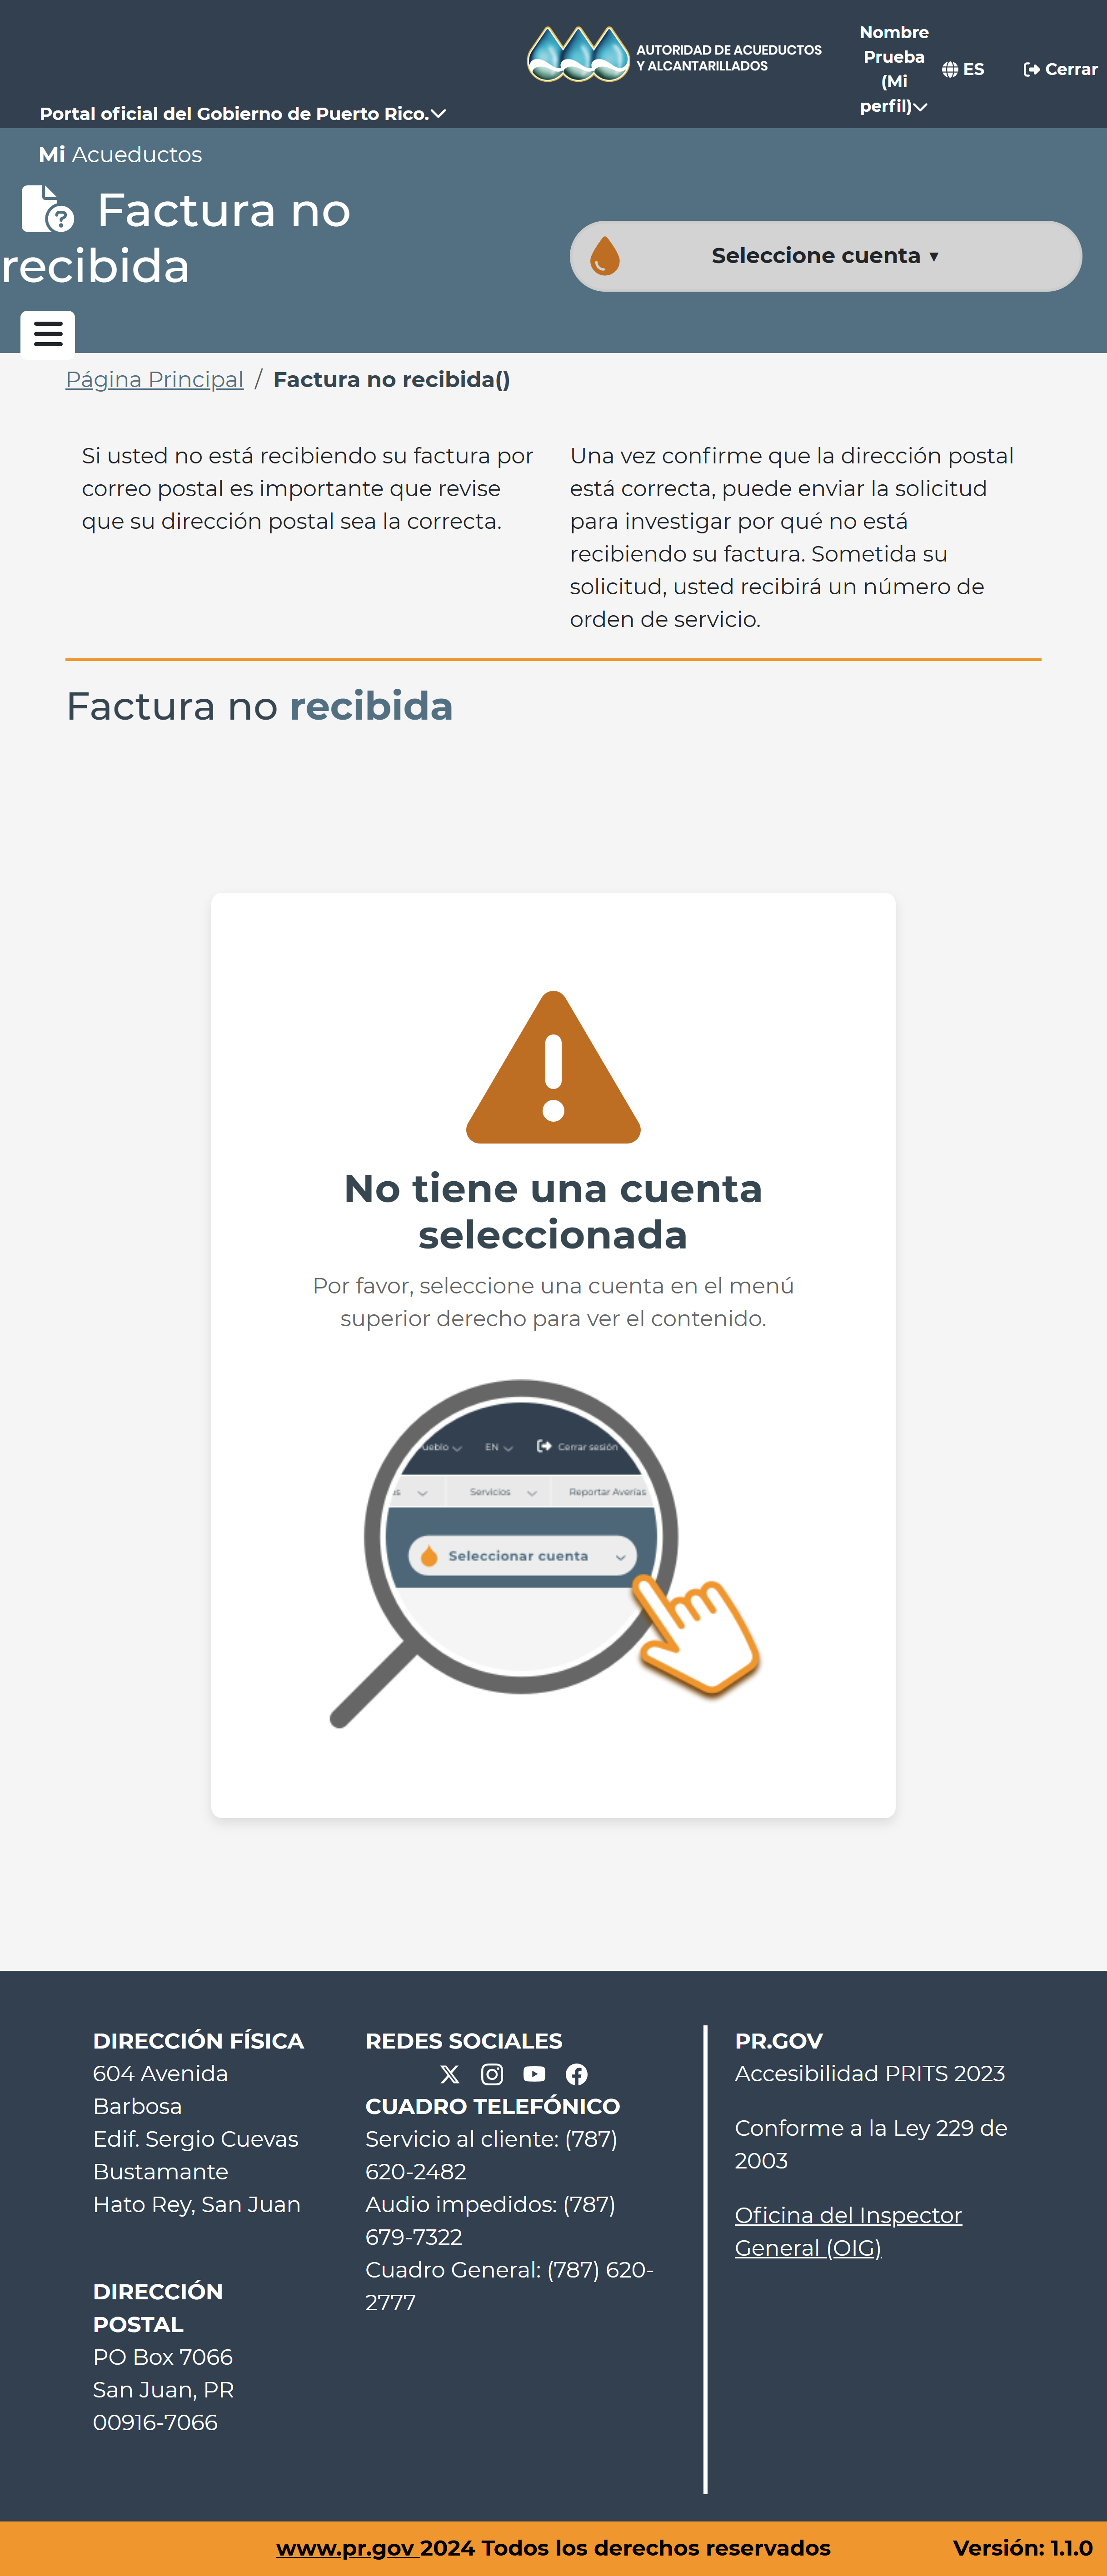 AUTORIDAD DE ACUEDUCTOS
Y ALCANTARILLADOS
Nombre
Prueba
(Mi
perfil)
ES
Cerrar
Portal oficial del Gobierno de Puerto Rico.
Mi Acueductos
Factura no
recibida
Seleccione cuenta ▼
Página Principal / Factura no recibida()
Si usted no está recibiendo su factura por
correo postal es importante que revise
que su dirección postal sea la correcta.
Una vez confirme que la dirección postal
está correcta, puede enviar la solicitud
para investigar por qué no está
recibiendo su factura. Sometida su
solicitud, usted recibirá un número de
orden de servicio.
Factura no recibida
No tiene una cuenta
seleccionada
Por favor, seleccione una cuenta en el menú
superior derecho para ver el contenido.
ueblo EN Cerrar sesión
es Servicios Reportar Averías
Seleccionar cuenta
DIRECCIÓN FÍSICA
604 Avenida
Barbosa
Edif. Sergio Cuevas
Bustamante
Hato Rey, San Juan
DIRECCIÓN
POSTAL
PO Box 7066
San Juan, PR
00916-7066
REDES SOCIALES
CUADRO TELEFÓNICO
Servicio al cliente: (787)
620-2482
Audio impedidos: (787)
679-7322
Cuadro General: (787) 620-
2777
PR.GOV
Accesibilidad PRITS 2023
Conforme a la Ley 229 de
2003
Oficina del Inspector
General (OIG)
www.pr.gov 2024 Todos los derechos reservados
Versión: 1.1.0